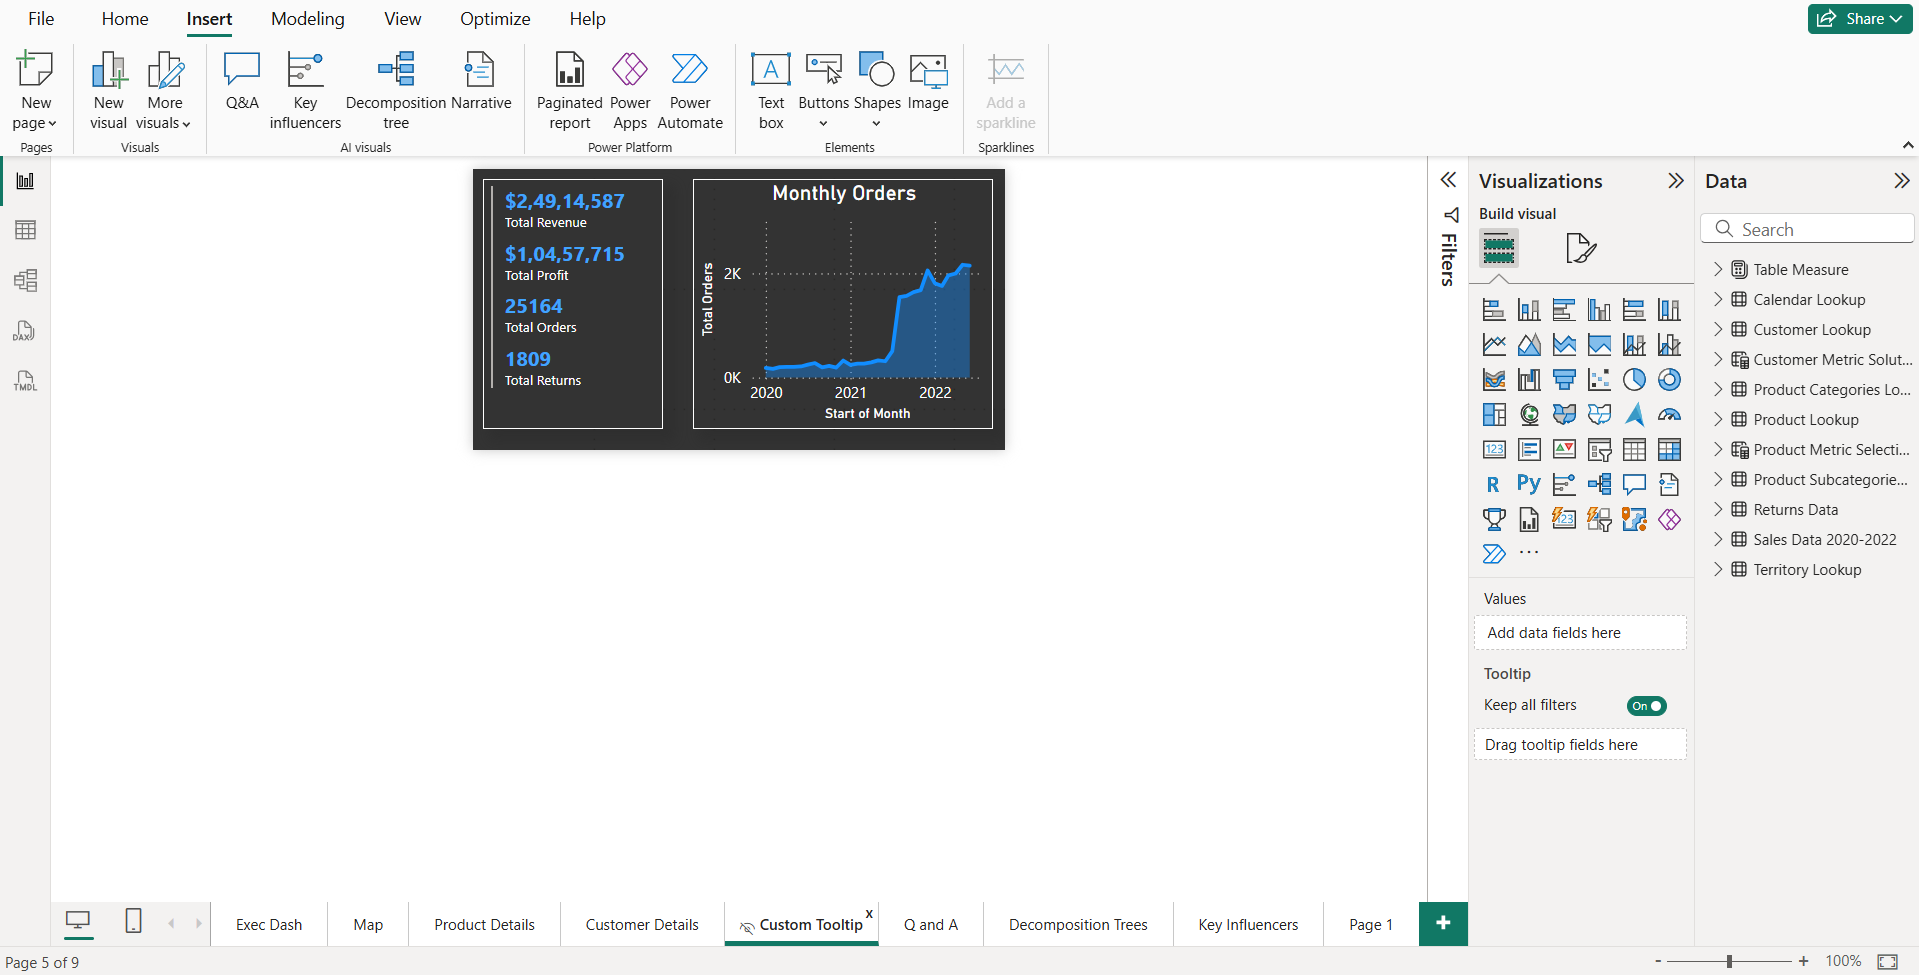 File
Home
Insert
Modeling
View
Optimize
Help
Share
New page
New visual
More visuals
Q&A
Key influencers
Decomposition tree
Narrative
Paginated report
Power Apps
Power Automate
Text box
Buttons
Shapes
Image
Add a sparkline
Pages
Visuals
AI visuals
Power Platform
Elements
Sparklines
DAX
TMDL
$2,49,14,587
Total Revenue
$1,04,57,715
Total Profit
25164
Total Orders
1809
Total Returns
Monthly Orders
Total Orders
2K
0K
2020
2021
2022
Start of Month
Filters
Visualizations
Build visual
123
R
Py
123
...
Values
Add data fields here
Tooltip
Keep all filters
On
Drag tooltip fields here
Data
Search
Table Measure
Calendar Lookup
Customer Lookup
Customer Metric Solut...
Product Categories Lo...
Product Lookup
Product Metric Selecti...
Product Subcategorie...
Returns Data
Sales Data 2020-2022
Territory Lookup
Exec Dash
Map
Product Details
Customer Details
Custom Tooltip
x
Q and A
Decomposition Trees
Key Influencers
Page 1
+
Page 5 of 9
-
+
100%